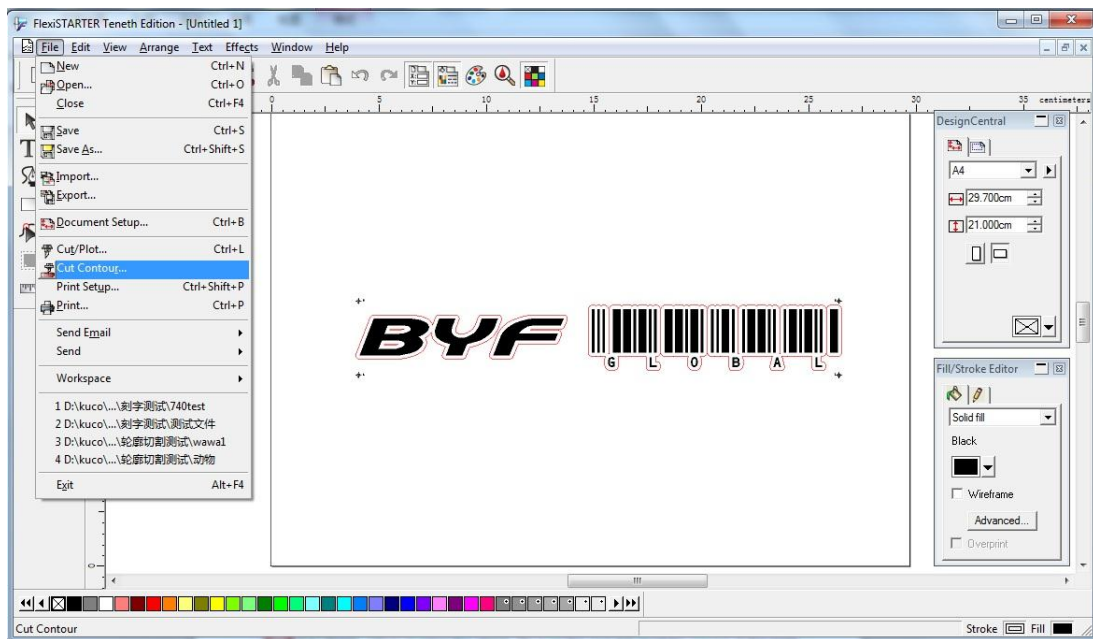 FlexiSTARTER Teneth Edition - [Untitled 1]
File Edit View Arrange Text Effects Window Help
New Ctrl+N
Open... Ctrl+O
Close Ctrl+F4
Save Ctrl+S
Save As... Ctrl+Shift+S
Import...
Export...
Document Setup... Ctrl+B
Cut/Plot... Ctrl+L
Cut Contour...
Print Setup... Ctrl+Shift+P
Print... Ctrl+P
Send Email
Send
Workspace
1 D:\kuco\...\刻字测试\740test
2 D:\kuco\...\刻字测试\测试文件
3 D:\kuco\...\轮廓切割测试\wawa1
4 D:\kuco\...\轮廓切割测试\动物
Exit Alt+F4
0 5 10 15 20 25 30 35 centimeters
BYF
G L O B A L
DesignCentral
A4
29.700cm
21.000cm
Fill/Stroke Editor
Solid fill
Black
Wireframe
Advanced...
Overprint
0
Cut Contour
Stroke Fill